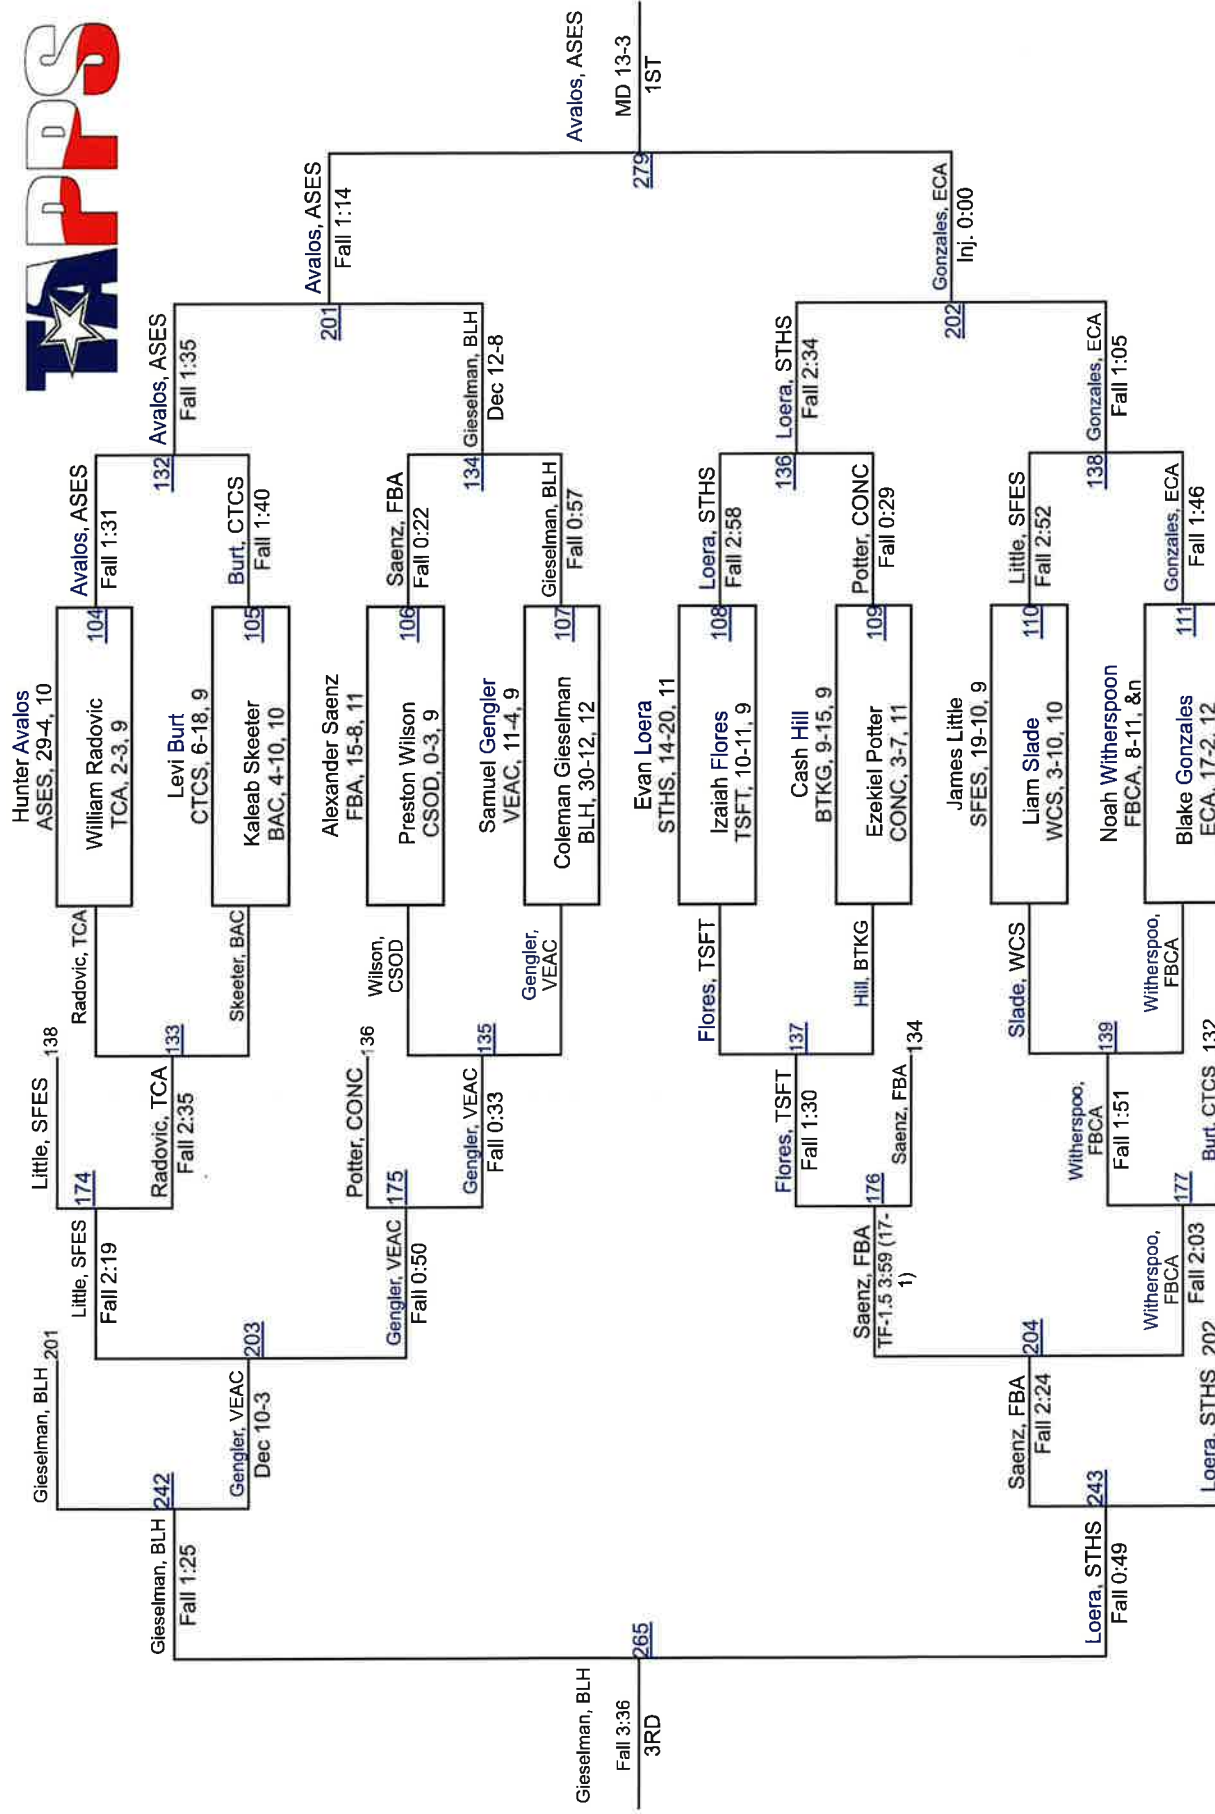 TAPPS
Hunter Avalos
ASES, 29-4, 10
104
William Radovic
TCA, 2-3, 9
Levi Burt
CTCS, 6-18, 9
105
Kaleab Skeeter
BAC, 4-10, 10
Alexander Saenz
FBA, 15-8, 11
106
Preston Wilson
CSOD, 0-3, 9
Samuel Gengler
VEAC, 11-4, 9
107
Coleman Gieselman
BLH, 30-12, 12
Evan Loera
STHS, 14-20, 11
108
Izaiah Flores
TSFT, 10-11, 9
Cash Hill
BTKG, 9-15, 9
109
Ezekiel Potter
CONC, 3-7, 11
James Little
SFES, 19-10, 9
110
Liam Slade
WCS, 3-10, 10
Noah Witherspoon
FBCA, 8-11, &n
111
Blake Gonzales
ECA, 17-2, 12
Avalos, ASES
Fall 1:31
132
Burt, CTCS
Fall 1:40
Saenz, FBA
Fall 0:22
134
Gieselman, BLH
Fall 0:57
Loera, STHS
Fall 2:58
136
Potter, CONC
Fall 0:29
Little, SFES
Fall 2:52
138
Gonzales, ECA
Fall 1:46
Avalos, ASES
Fall 1:35
201
Gieselman, BLH
Dec 12-8
Loera, STHS
Fall 2:34
202
Gonzales, ECA
Fall 1:05
Avalos, ASES
Fall 1:14
279
Gonzales, ECA
Inj. 0:00
Avalos, ASES
MD 13-3
1ST
Radovic, TCA
133
Skeeter, BAC
Wilson,
CSOD
135
Gengler,
VEAC
Flores, TSFT
137
Hill, BTKG
Slade, WCS
139
Witherspoo,
FBCA
Little, SFES
138
174
Radovic, TCA
Fall 2:35
Potter, CONC
136
175
Gengler, VEAC
Fall 0:33
Flores, TSFT
Fall 1:30
176
Saenz, FBA
134
Witherspoo,
FBCA
Fall 1:51
177
Burt, CTCS
132
Little, SFES
Fall 2:19
203
Gengler, VEAC
Fall 0:50
Saenz, FBA
TF-1.5 3:59 (17-
1)
204
Witherspoo,
FBCA
Fall 2:03
Gieselman, BLH
201
242
Gengler, VEAC
Dec 10-3
Saenz, FBA
Fall 2:24
243
Loera, STHS
202
Gieselman, BLH
Fall 1:25
265
Loera, STHS
Fall 0:49
Gieselman, BLH
Fall 3:36
3RD